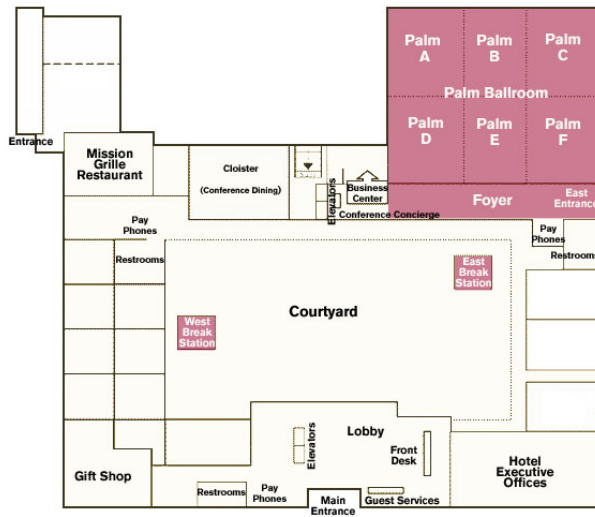 Palm
A
Palm
B
Palm
C
Palm Ballroom
Palm
D
Palm
E
Palm
F
Entrance
Mission
Grille
Restaurant
Cloister
(Conference Dining)
Elevators
Business
Center
Foyer
East
Entrance
Conference Concierge
Pay
Phones
Restrooms
Pay
Phones
Restrooms
East
Break
Station
Courtyard
West
Break
Station
Lobby
Elevators
Front
Desk
Gift Shop
Hotel
Executive
Offices
Restrooms
Pay
Phones
Main
Entrance
Guest Services